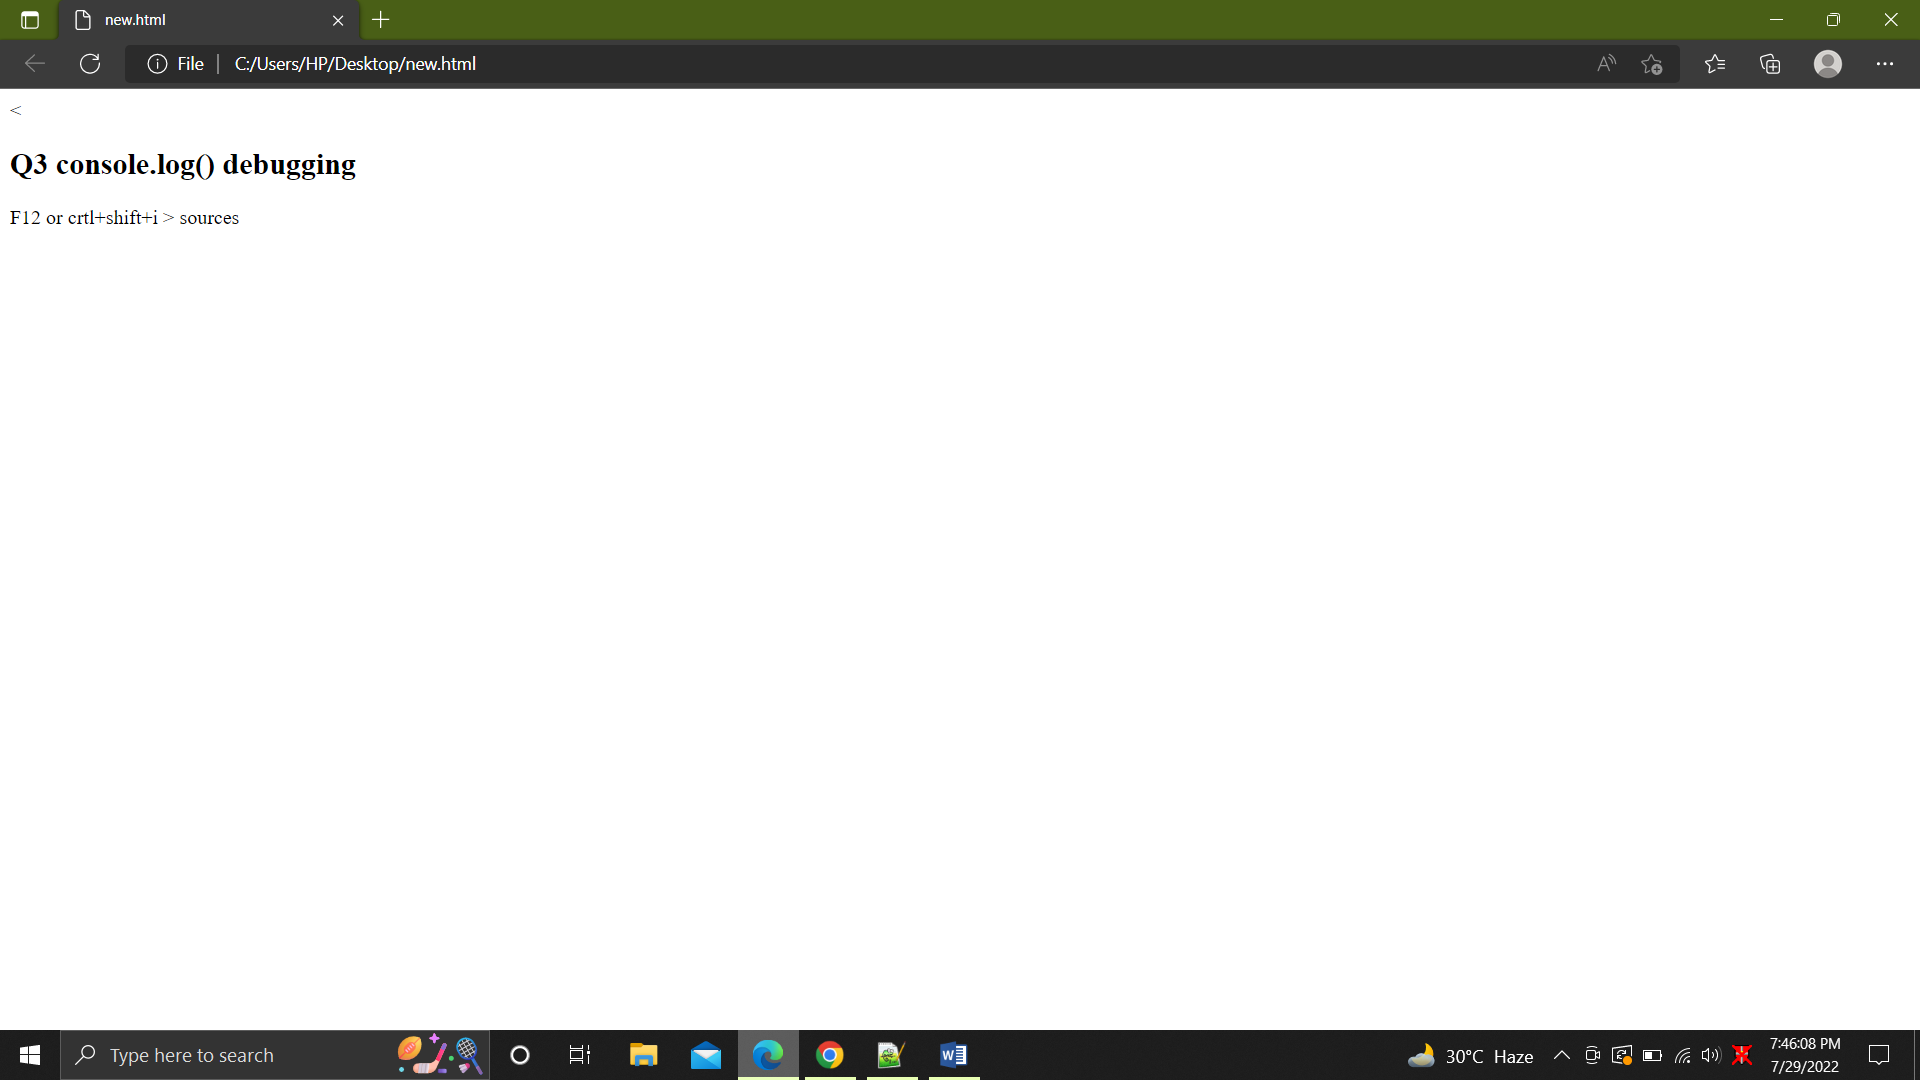 new.html
File
C:/Users/HP/Desktop/new.html
<
Q3 console.log() debugging
F12 or crtl+shift+i > sources
Type here to search
30°C Haze
7:46:08 PM
7/29/2022